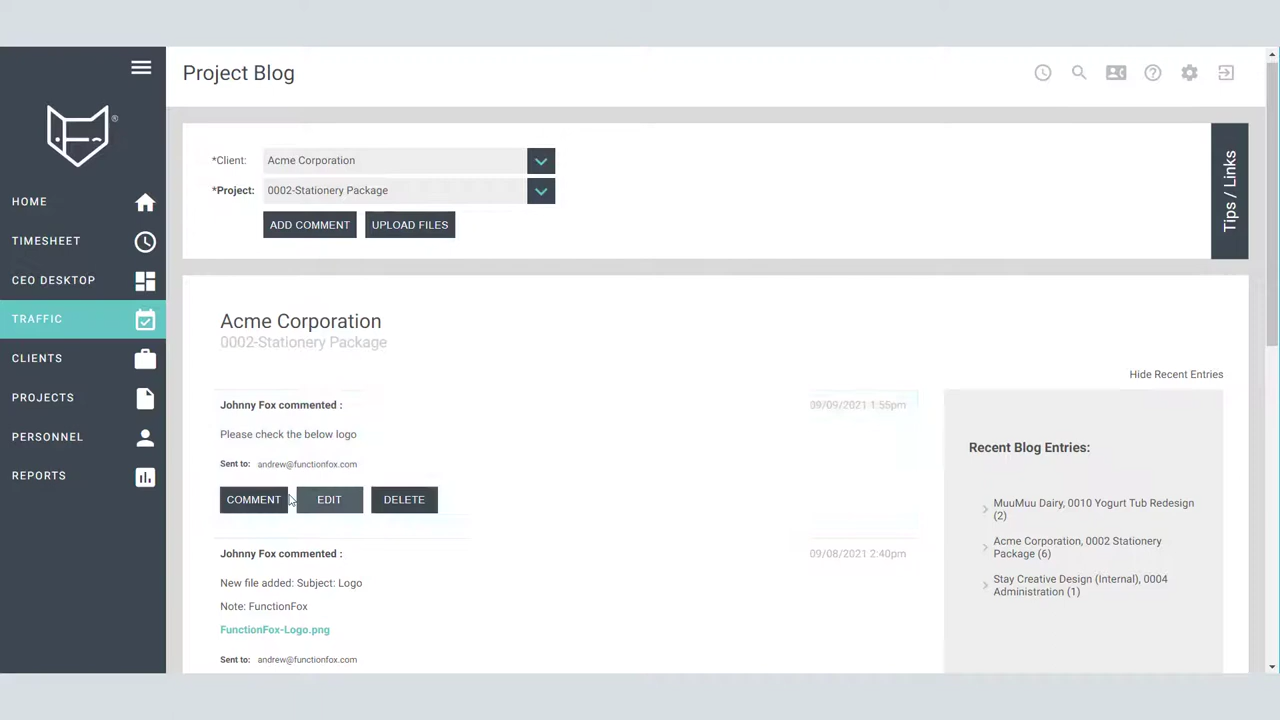 Project Blog
®
HOME
TIMESHEET
CEO DESKTOP
TRAFFIC
CLIENTS
PROJECTS
PERSONNEL
REPORTS
*Client: Acme Corporation
*Project: 0002-Stationery Package
ADD COMMENT UPLOAD FILES
Tips / Links
Acme Corporation
0002-Stationery Package
Hide Recent Entries
Johnny Fox commented : 09/09/2021 1:55pm
Please check the below logo
Sent to: andrew@functionfox.com
COMMENT EDIT DELETE
Johnny Fox commented : 09/08/2021 2:40pm
New file added: Subject: Logo
Note: FunctionFox
FunctionFox-Logo.png
Sent to: andrew@functionfox.com
Recent Blog Entries:
MuuMuu Dairy, 0010 Yogurt Tub Redesign
(2)
Acme Corporation, 0002 Stationery
Package (6)
Stay Creative Design (Internal), 0004
Administration (1)